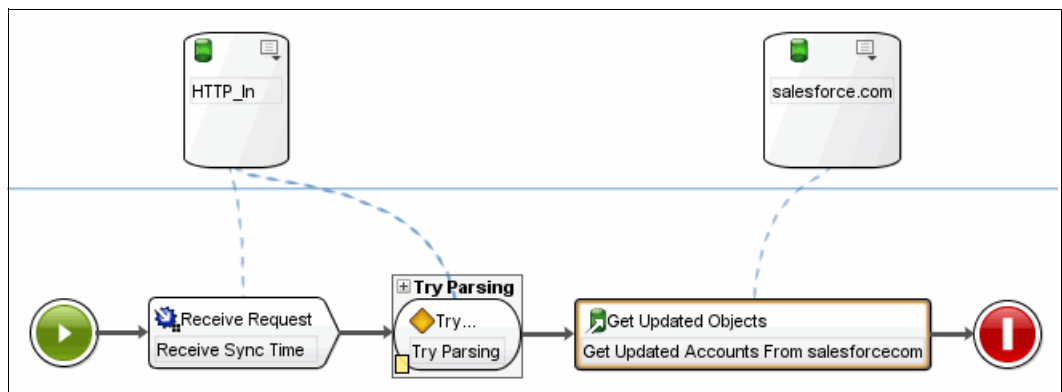 HTTP_In
salesforce.com
Receive Request
Receive Sync Time
Try Parsing
Try...
Try Parsing
Get Updated Objects
Get Updated Accounts From salesforcecom